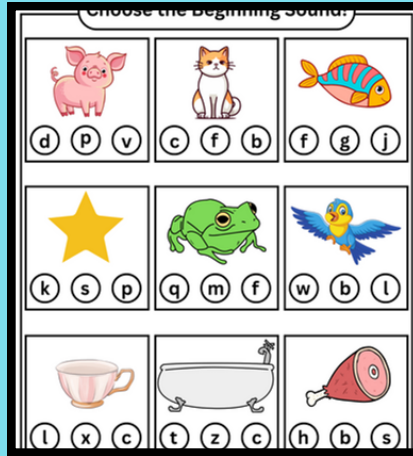 Choose the Beginning Sound!
d p v c f b f g j
k s p q m f w b l
l x c t z c h b s